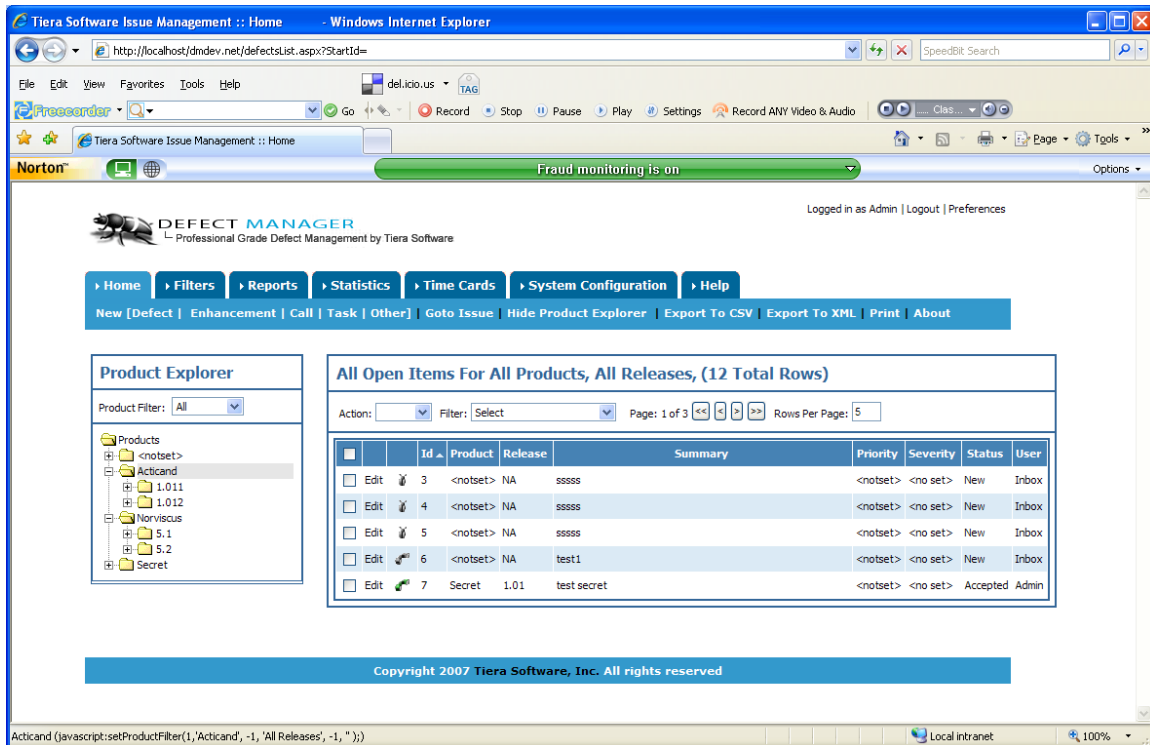 Tiera Software Issue Management :: Home - Windows Internet Explorer
http://localhost/dmdev.net/defectsList.aspx?StartId=
SpeedBit Search
File Edit View Favorites Tools Help
del.icio.us
TAG
Freecorder Go Record Stop Pause Play Settings Record ANY Video & Audio ..... Clas...
Tiera Software Issue Management :: Home
Page Tools »
Norton™ Fraud monitoring is on Options
Logged in as Admin | Logout | Preferences
DEFECT MANAGER
Professional Grade Defect Management by Tiera Software
Home Filters Reports Statistics Time Cards System Configuration Help
New [Defect | Enhancement | Call | Task | Other] | Goto Issue | Hide Product Explorer | Export To CSV | Export To XML | Print | About
Product Explorer
Product Filter: All
Products
<notset>
Acticand
1.011
1.012
Norviscus
5.1
5.2
Secret
All Open Items For All Products, All Releases, (12 Total Rows)
Action: Filter: Select Page: 1 of 3 << < > >> Rows Per Page: 5
Id Product Release Summary Priority Severity Status User
Edit 3 <notset> NA sssss <notset> <no set> New Inbox
Edit 4 <notset> NA sssss <notset> <no set> New Inbox
Edit 5 <notset> NA sssss <notset> <no set> New Inbox
Edit 6 <notset> NA test1 <notset> <no set> New Inbox
Edit 7 Secret 1.01 test secret <notset> <no set> Accepted Admin
Copyright 2007 Tiera Software, Inc. All rights reserved
Acticand (javascript:setProductFilter(1,'Acticand', -1, 'All Releases', -1, '' );)
Local intranet
100%